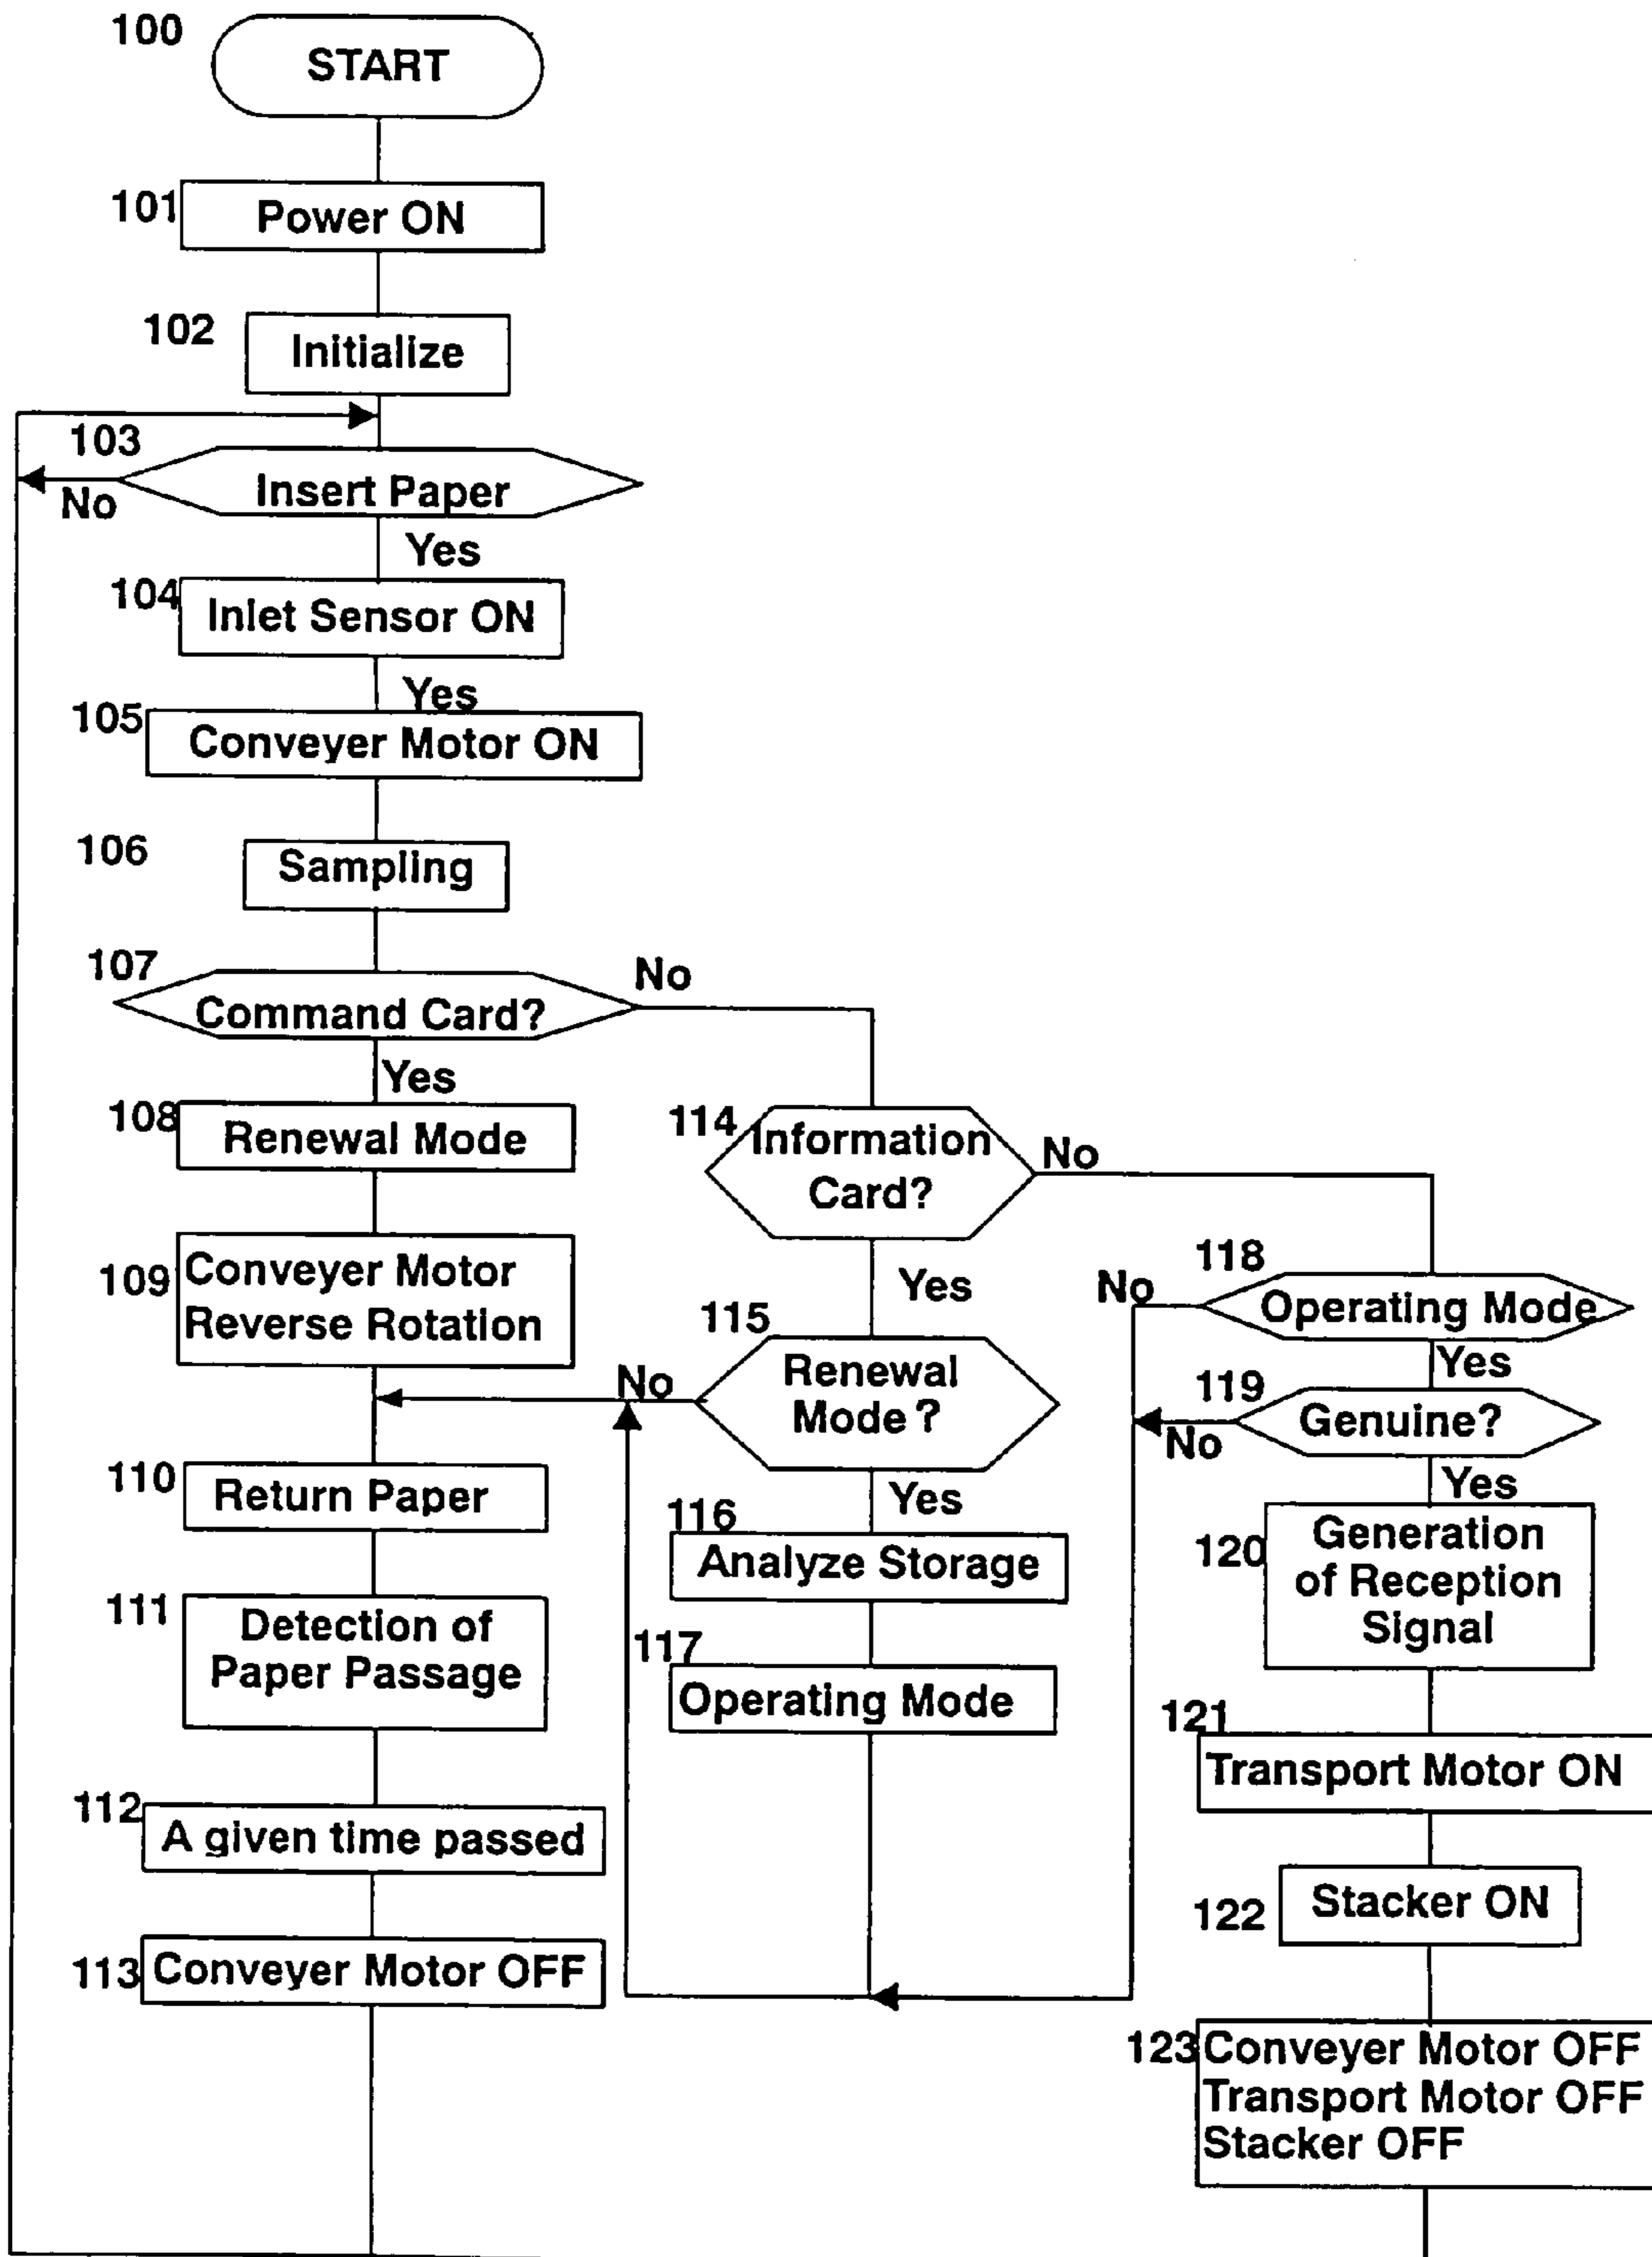 100
START
101
Power ON
102
Initialize
103
Insert Paper
No
Yes
104
Inlet Sensor ON
Yes
105
Conveyer Motor ON
106
Sampling
107
Command Card?
No
Yes
108
Renewal Mode
109
Conveyer Motor
Reverse Rotation
110
Return Paper
111
Detection of
Paper Passage
112
A given time passed
113
Conveyer Motor OFF
114
Information
Card?
No
Yes
115
Renewal
Mode?
No
Yes
116
Analyze Storage
117
Operating Mode
118
Operating Mode
No
Yes
119
Genuine?
No
Yes
120
Generation
of Reception
Signal
121
Transport Motor ON
122
Stacker ON
123
Conveyer Motor OFF
Transport Motor OFF
Stacker OFF